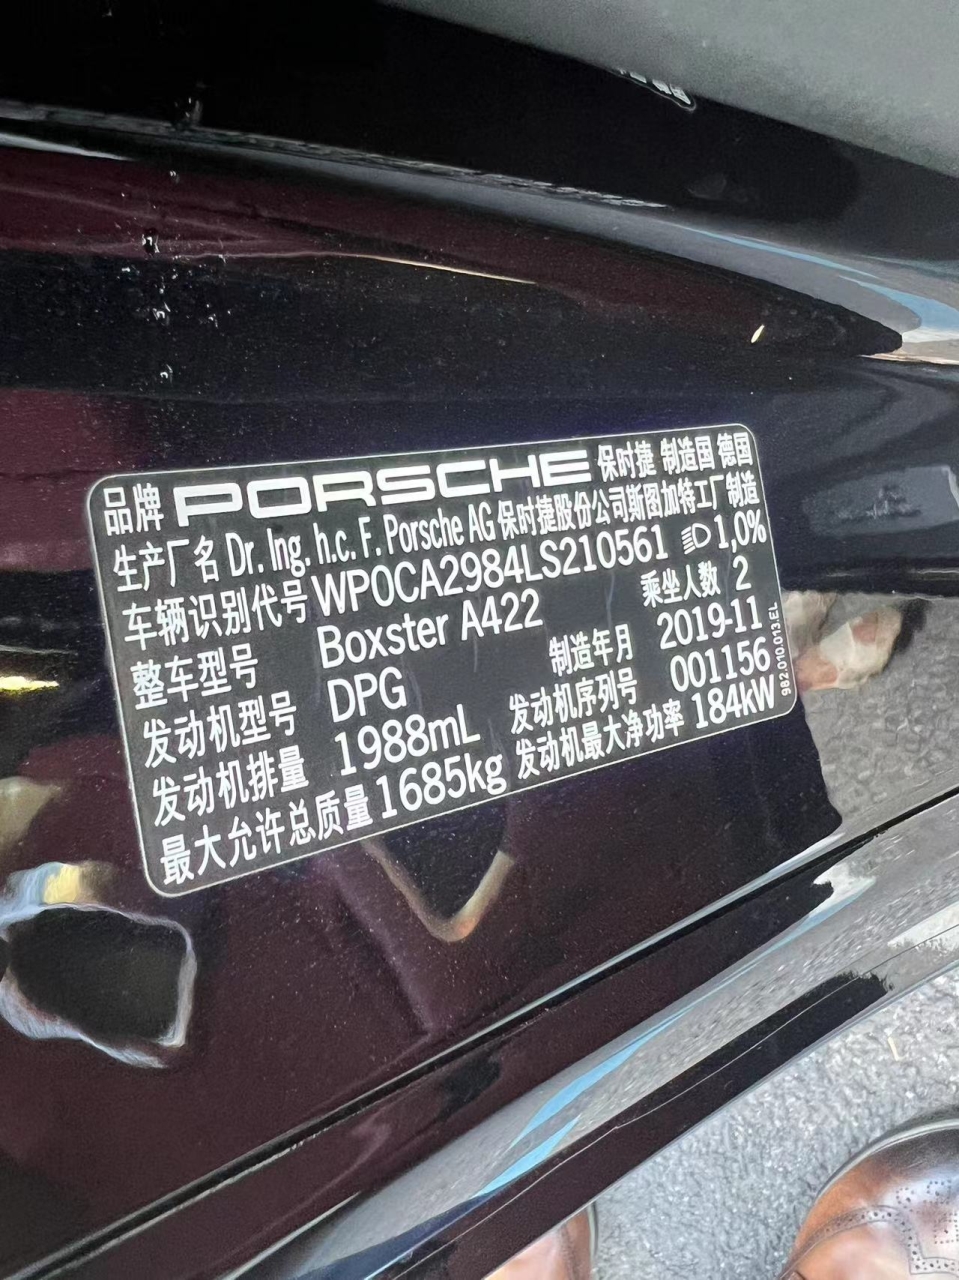 品牌 PORSCHE 保时捷 制造国 德国
生产厂名 Dr. Ing. h.c. F. Porsche AG 保时捷股份公司斯图加特工厂制造
车辆识别代号 WP0CA2984LS210561 1,0%
整车型号 Boxster A422 乘坐人数 2
发动机型号 DPG 制造年月 2019-11
发动机排量 1988mL 发动机序列号 001156
最大允许总质量 1685kg 发动机最大净功率 184kW
982.010.013.EL